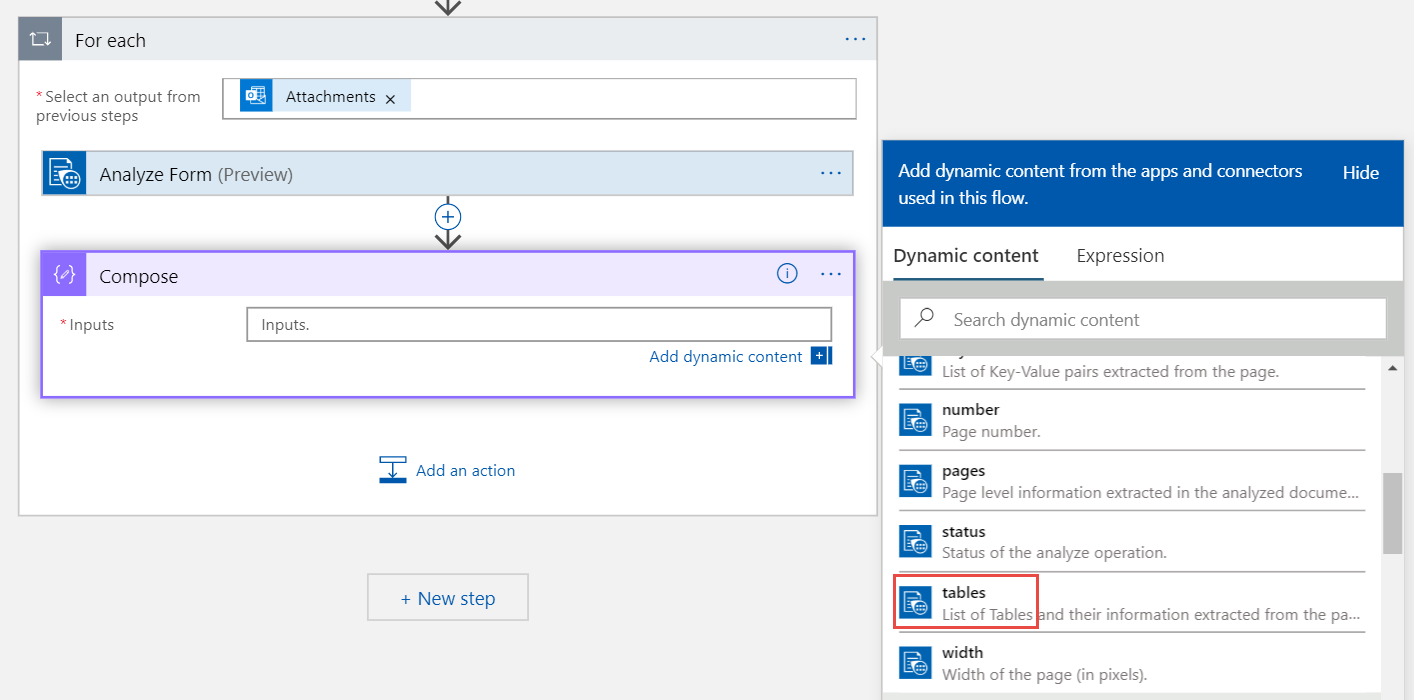 For each
...
*Select an output from
previous steps
Attachments ×
Analyze Form (Preview)
...
Compose
...
*Inputs
Inputs.
Add dynamic content
Add an action
+ New step
Add dynamic content from the apps and connectors
used in this flow.
Hide
Dynamic content
Expression
Search dynamic content
List of Key-Value pairs extracted from the page.
number
Page number.
pages
Page level information extracted in the analyzed docume...
status
Status of the analyze operation.
tables
List of Tables and their information extracted from the pa...
width
Width of the page (in pixels).